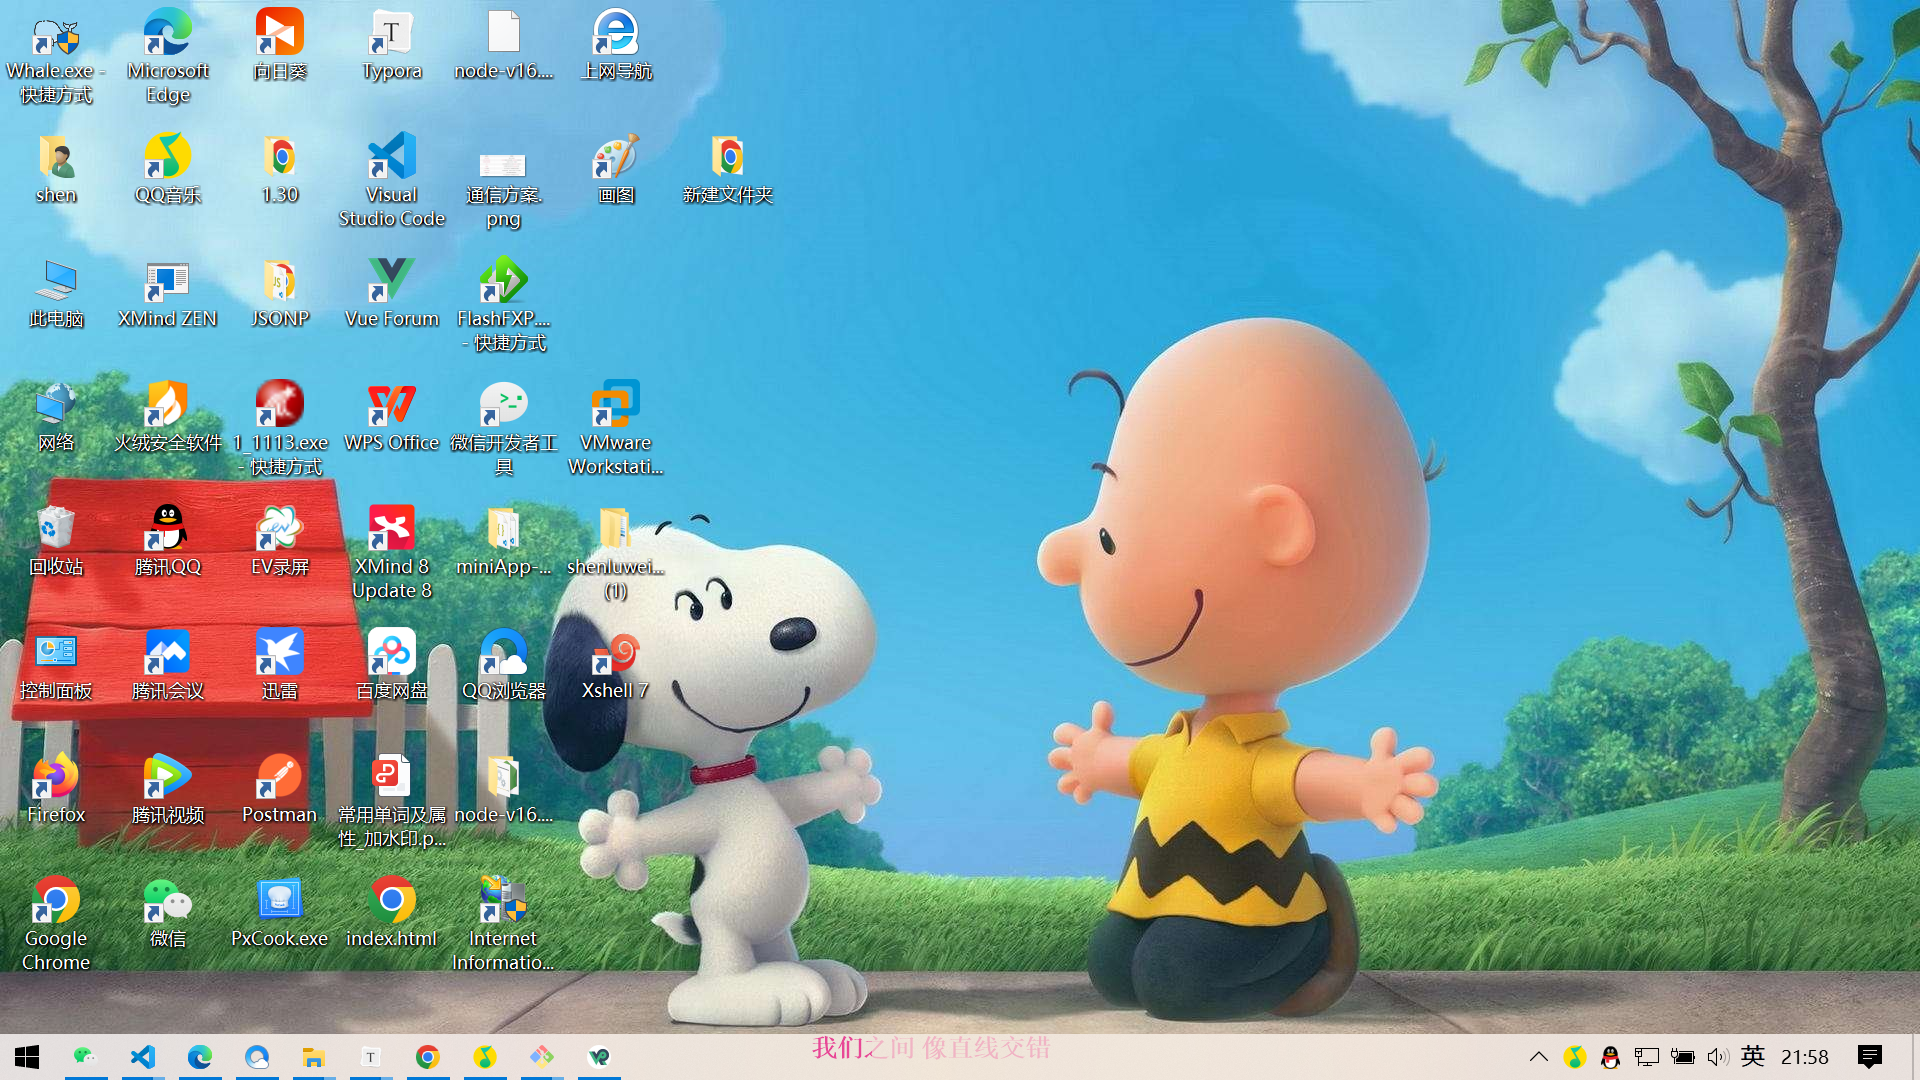 Whale.exe -
快捷方式
Microsoft
Edge
向日葵
Typora
node-v16....
上网导航
shen
QQ音乐
1.30
Visual
Studio Code
通信方案.
png
画图
新建文件夹
此电脑
XMind ZEN
JSONP
Vue Forum
FlashFXP....
- 快捷方式
网络
火绒安全软件
1_1113.exe
- 快捷方式
WPS Office
微信开发者工
具
VMware
Workstati...
回收站
腾讯QQ
EV录屏
XMind 8
Update 8
miniApp-...
shenluwei...
(1)
控制面板
腾讯会议
迅雷
百度网盘
QQ浏览器
Xshell 7
Firefox
腾讯视频
Postman
常用单词及属
性_加水印.p...
node-v16....
Google
Chrome
微信
PxCook.exe
index.html
Internet
Informatio...
我们之间 像直线交错
英
21:58